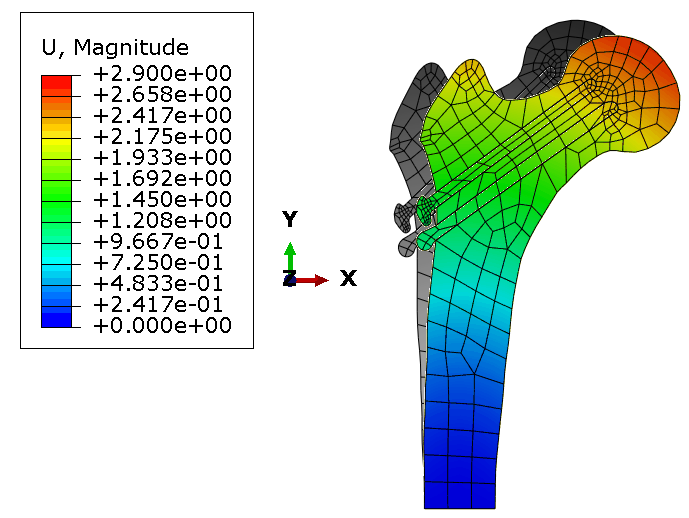 U, Magnitude
+2.900e+00
+2.658e+00
+2.417e+00
+2.175e+00
+1.933e+00
+1.692e+00
+1.450e+00
+1.208e+00
+9.667e-01
+7.250e-01
+4.833e-01
+2.417e-01
+0.000e+00
Y
Z X